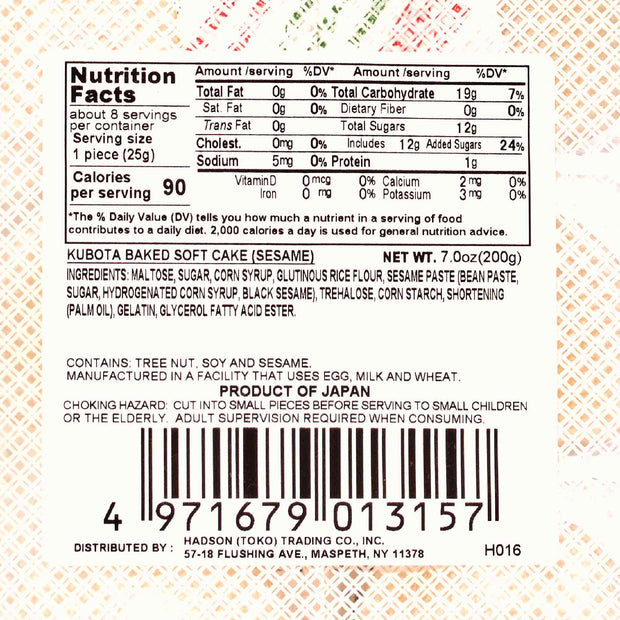 Nutrition Facts
about 8 servings
per container
Serving size
1 piece (25g)
Calories
per serving 90
Amount /serving %DV* Amount /serving %DV*
Total Fat 0g 0% Total Carbohydrate 19g 7%
Sat. Fat 0g 0% Dietary Fiber 0g 0%
Trans Fat 0g Total Sugars 12g
Cholest. 0mg 0% Includes 12g Added Sugars 24%
Sodium 5mg 0% Protein 1g
Vitamin D 0 mcg 0% Calcium 2 mg 0%
Iron 0 mg 0% Potassium 3 mg 0%
*The % Daily Value (DV) tells you how much a nutrient in a serving of food
contributes to a daily diet. 2,000 calories a day is used for general nutrition advice.
KUBOTA BAKED SOFT CAKE (SESAME) NET WT. 7.0oz(200g)
INGREDIENTS: MALTOSE, SUGAR, CORN SYRUP, GLUTINOUS RICE FLOUR, SESAME PASTE (BEAN PASTE,
SUGAR, HYDROGENATED CORN SYRUP, BLACK SESAME), TREHALOSE, CORN STARCH, SHORTENING
(PALM OIL), GELATIN, GLYCEROL FATTY ACID ESTER.
CONTAINS: TREE NUT, SOY AND SESAME.
MANUFACTURED IN A FACILITY THAT USES EGG, MILK AND WHEAT.
PRODUCT OF JAPAN
CHOKING HAZARD: CUT INTO SMALL PIECES BEFORE SERVING TO SMALL CHILDREN
OR THE ELDERLY. ADULT SUPERVISION REQUIRED WHEN CONSUMING.
4 971679 013157
DISTRIBUTED BY : HADSON (TOKO) TRADING CO., INC.
57-18 FLUSHING AVE., MASPETH, NY 11378 H016